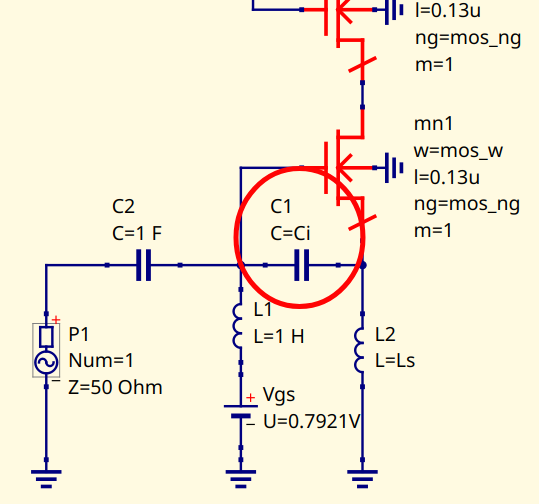 l=0.13u
ng=mos_ng
m=1
mn1
w=mos_w
l=0.13u
ng=mos_ng
m=1
C2
C=1 F
C1
C=Ci
L1
L=1 H
P1
Num=1
Z=50 Ohm
L2
L=Ls
Vgs
U=0.7921V